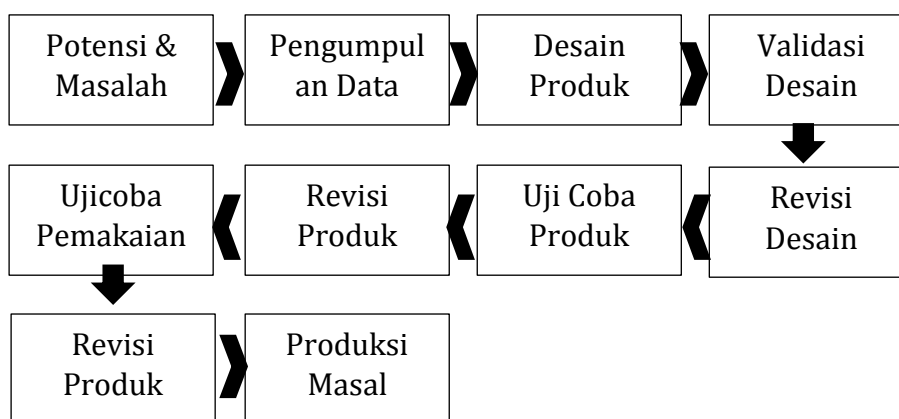 Potensi &
Masalah
Pengumpul
an Data
Desain
Produk
Validasi
Desain
Revisi
Desain
Uji Coba
Produk
Revisi
Produk
Ujicoba
Pemakaian
Revisi
Produk
Produksi
Masal